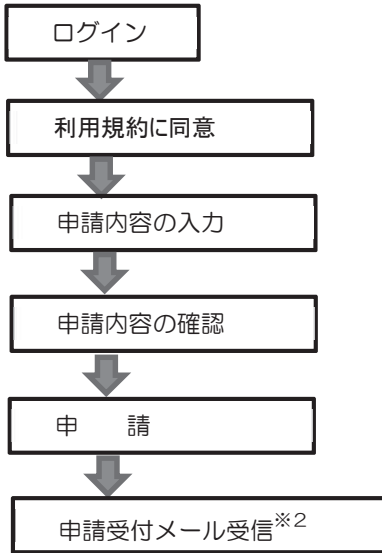 ログイン
利用規約に同意
申請内容の入力
申請内容の確認
申　　請
申請受付メール受信※2